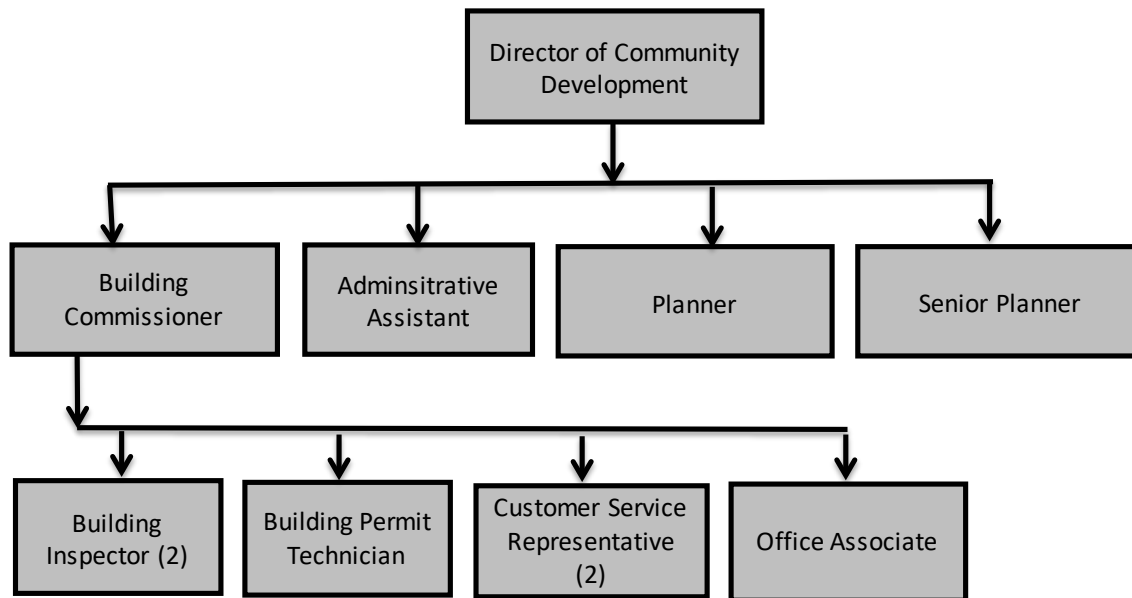 Director of Community
Development
Building
Commissioner
Adminsitrative
Assistant
Planner
Senior Planner
Building
Inspector (2)
Building Permit
Technician
Customer Service
Representative
(2)
Office Associate